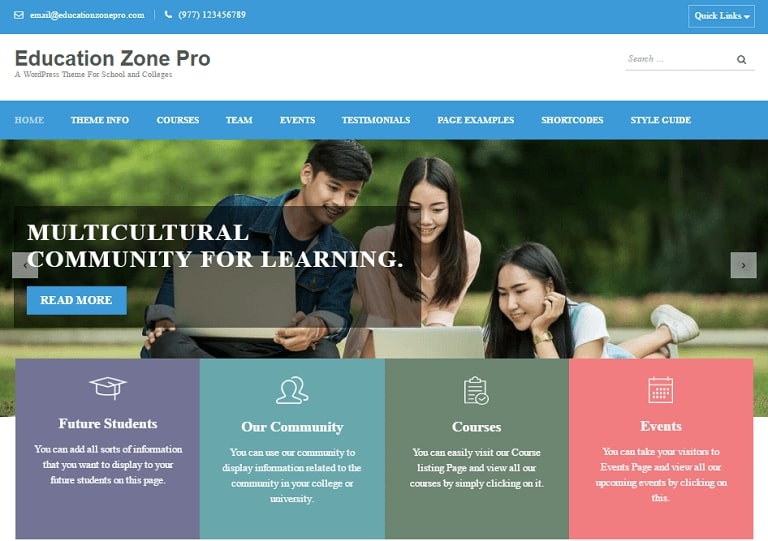 email@educationzonepro.com
(977) 123456789
Quick Links
Education Zone Pro
A WordPress Theme For School and Colleges
Search ...
HOME THEME INFO COURSES TEAM EVENTS TESTIMONIALS PAGE EXAMPLES SHORTCODES STYLE GUIDE
MULTICULTURAL
COMMUNITY FOR LEARNING.
READ MORE
Future Students
You can add all sorts of information
that you want to display to your
future students on this page.
Our Community
You can use our community to
display information related to the
community in your college or
university.
Courses
You can easily visit our Course
listing Page and view all our
courses by simply clicking on it.
Events
You can take your visitors to
Events Page and view all our
upcoming events by clicking on
this.